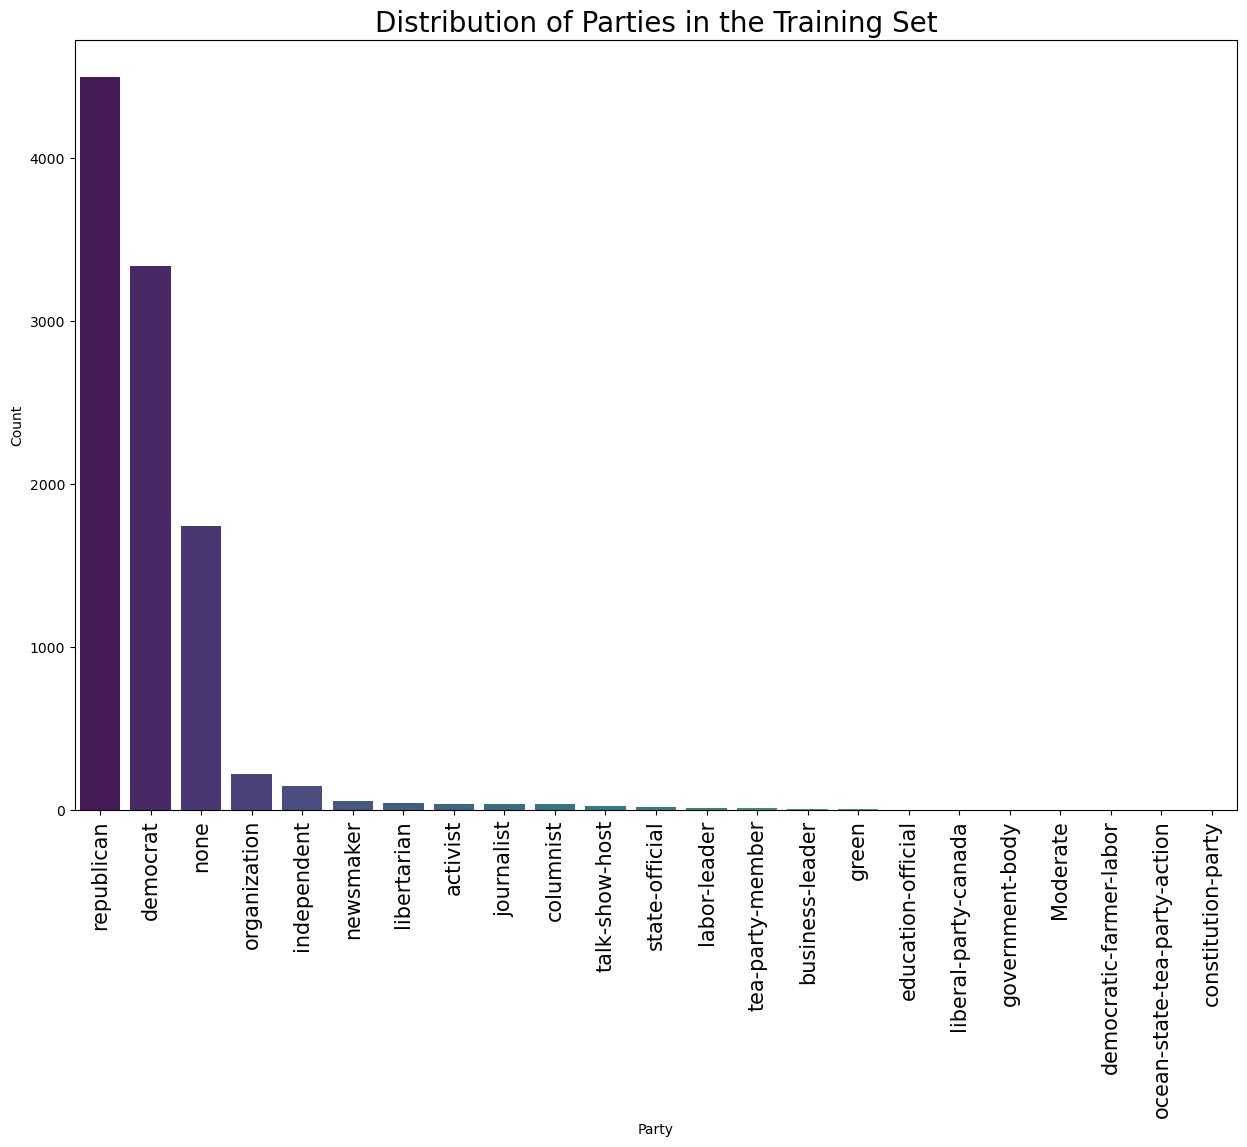 Distribution of Parties in the Training Set
Count
4000
3000
2000
1000
0
republican
democrat
none
organization
independent
newsmaker
libertarian
activist
journalist
columnist
talk-show-host
state-official
labor-leader
tea-party-member
business-leader
green
education-official
liberal-party-canada
government-body
Moderate
democratic-farmer-labor
ocean-state-tea-party-action
constitution-party
Party